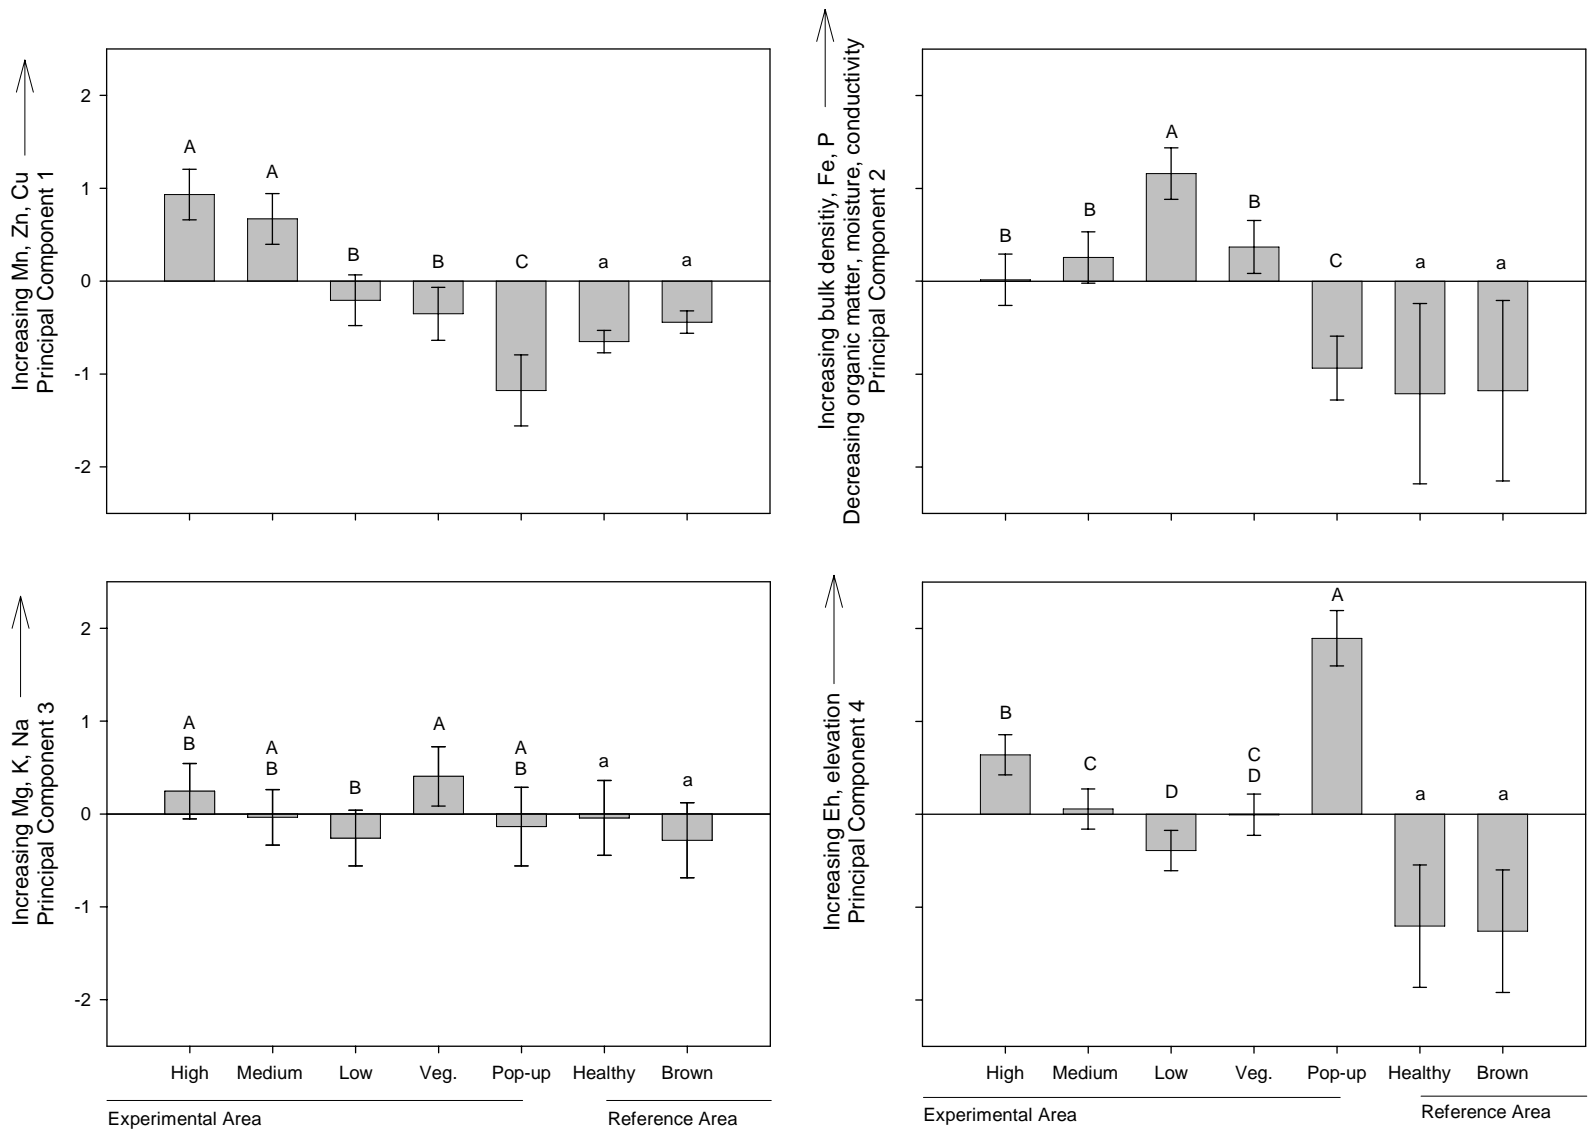 Increasing Mn, Zn, Cu
Principal Component 1
2
1
0
-1
-2
A
A
B
B
C
a
a
Increasing bulk densitiy, Fe, P
Decreasing organic matter, moisture, conductivity
Principal Component 2
B
B
A
B
C
a
a
Increasing Mg, K, Na
Principal Component 3
2
1
0
-1
-2
A
B
A
B
B
A
A
B
a
a
High Medium Low Veg. Pop-up Healthy Brown
Experimental Area Reference Area
Increasing Eh, elevation
Principal Component 4
B
C
D
C
D
A
a
a
High Medium Low Veg. Pop-up Healthy Brown
Experimental Area Reference Area